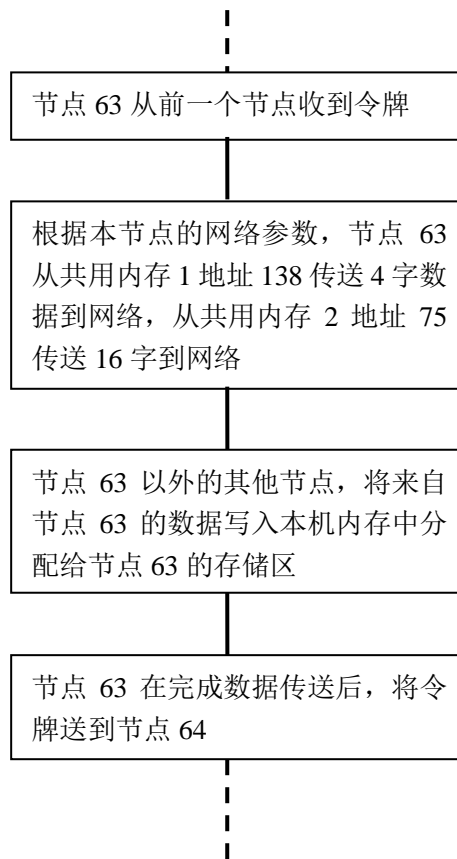 节点 63 从前一个节点收到令牌
根据本节点的网络参数，节点 63
从共用内存 1 地址 138 传送 4 字数
据到网络，从共用内存 2 地址 75
传送 16 字到网络
节点 63 以外的其他节点，将来自
节点 63 的数据写入本机内存中分
配给节点 63 的存储区
节点 63 在完成数据传送后，将令
牌送到节点 64